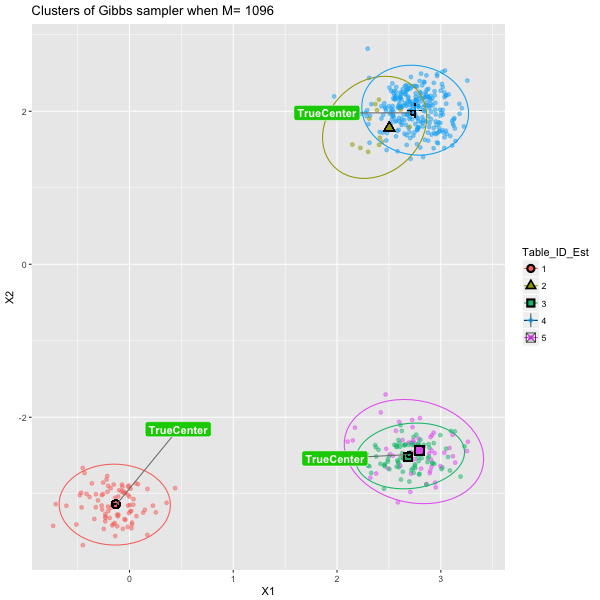 Clusters of Gibbs sampler when M= 1096
X2
2
0
-2
TrueCenter
TrueCenter
TrueCenter
0
1
2
3
X1
Table_ID_Est
1
2
3
4
5